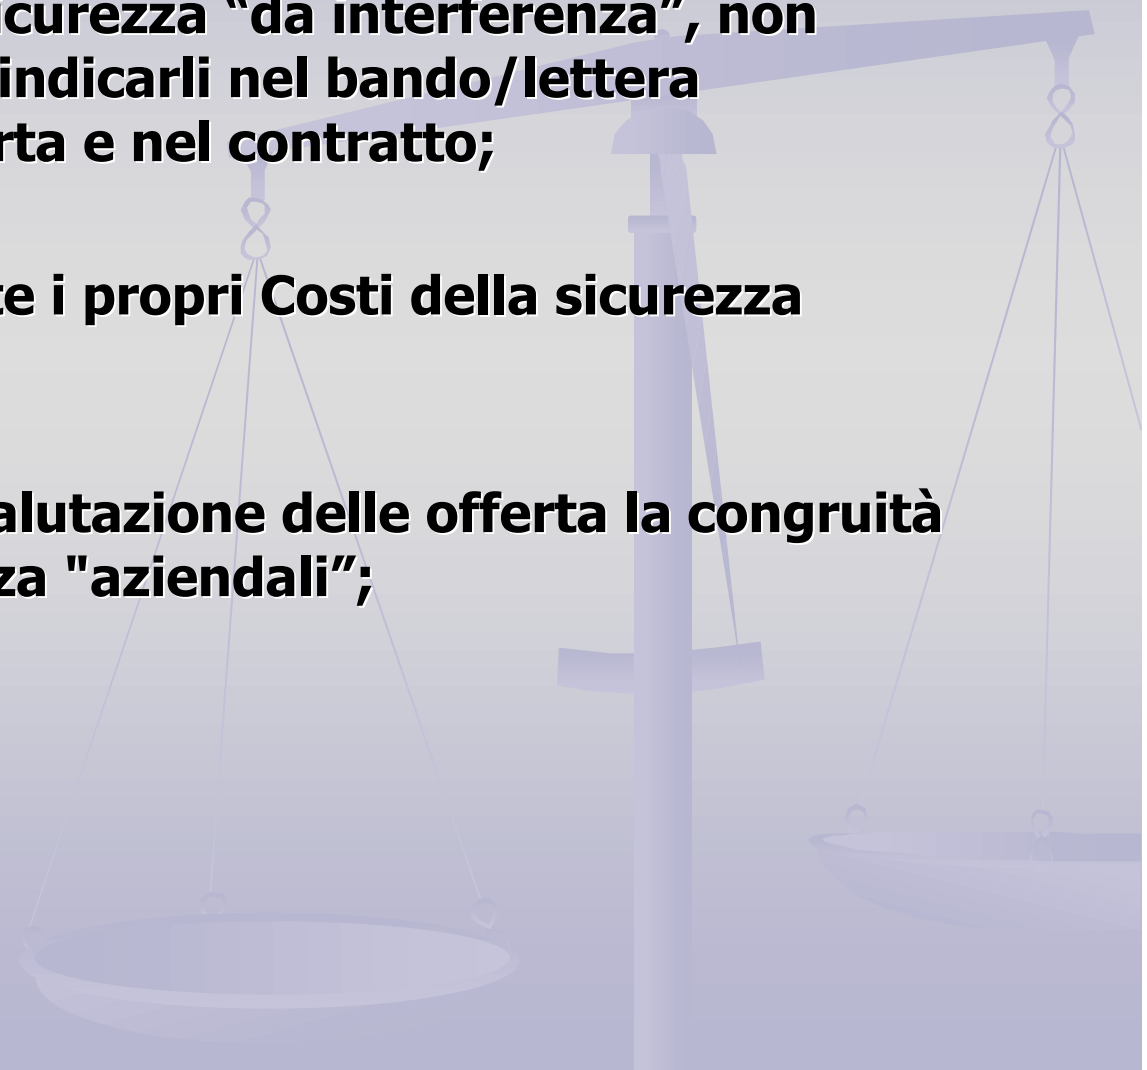 icurezza “da interferenza”, non
indicarli nel bando/lettera
rta e nel contratto;
te i propri Costi della sicurezza
alutazione delle offerta la congruità
za "aziendali”;